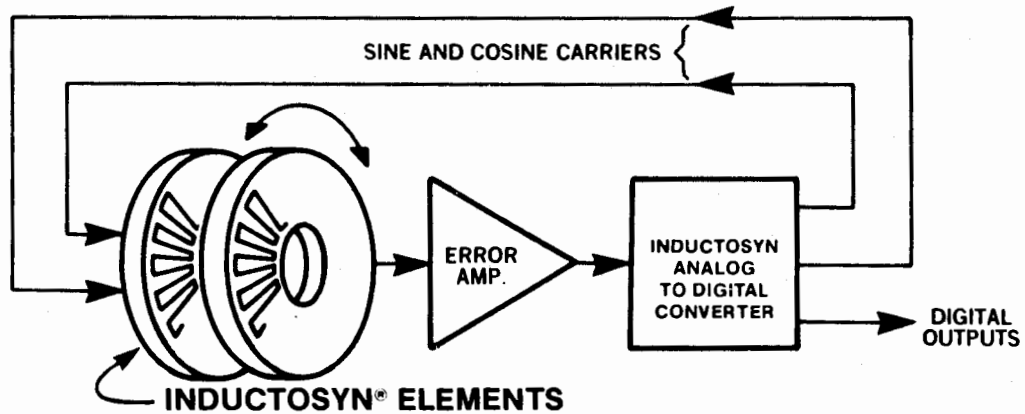 SINE AND COSINE CARRIERS
ERROR
AMP.
INDUCTOSYN
ANALOG
TO DIGITAL
CONVERTER
DIGITAL
OUTPUTS
INDUCTOSYN® ELEMENTS